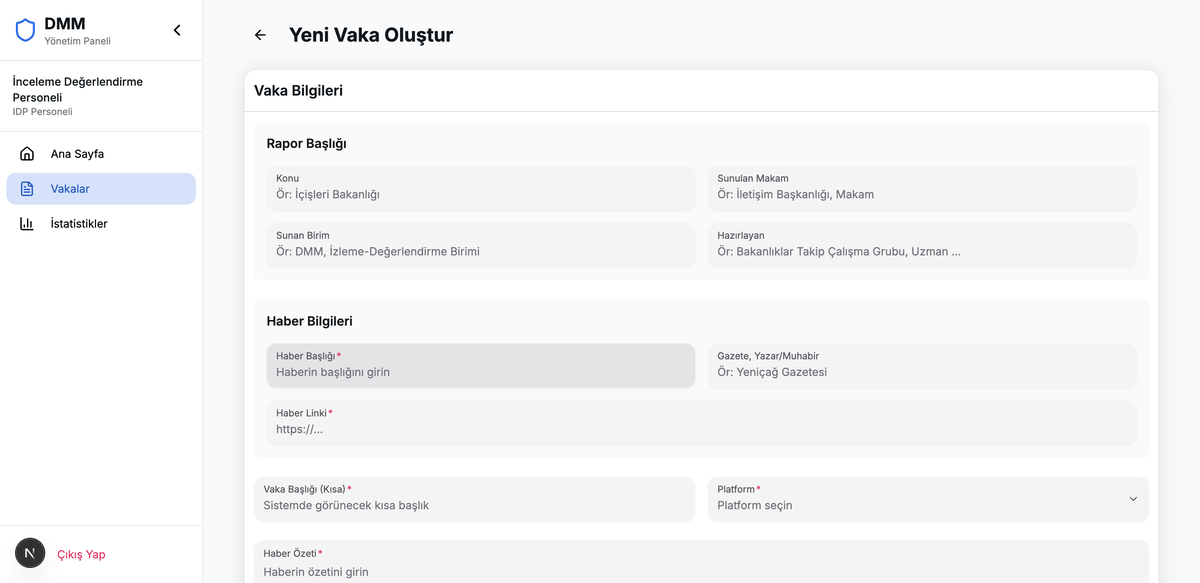 DMM
Yönetim Paneli
İnceleme Değerlendirme
Personeli
IDP Personeli
Ana Sayfa
Vakalar
İstatistikler
N
Çıkış Yap
Yeni Vaka Oluştur
Vaka Bilgileri
Rapor Başlığı
Konu
Ör: İçişleri Bakanlığı
Sunulan Makam
Ör: İletişim Başkanlığı, Makam
Sunan Birim
Ör: DMM, İzleme-Değerlendirme Birimi
Hazırlayan
Ör: Bakanlıklar Takip Çalışma Grubu, Uzman ...
Haber Bilgileri
Haber Başlığı*
Haberin başlığını girin
Gazete, Yazar/Muhabir
Ör: Yeniçağ Gazetesi
Haber Linki*
https://...
Vaka Başlığı (Kısa)*
Sistemde görünecek kısa başlık
Platform*
Platform seçin
Haber Özeti*
Haberin özetini girin